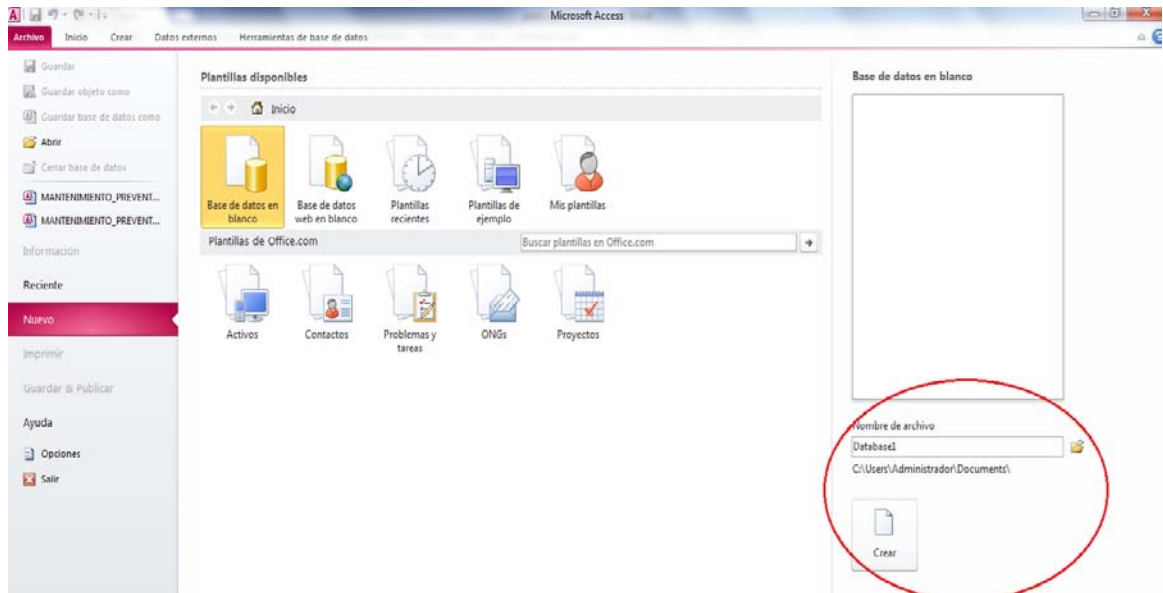 Microsoft Access
Archivo Inicio Crear Datos externos Herramientas de base de datos
Guardar
Guardar objeto como
Guardar base de datos como
Abrir
Cerrar base de datos
MANTENIMIENTO_PREVENT...
MANTENIMIENTO_PREVENT...
Información
Reciente
Nuevo
Imprimir
Guardar & Publicar
Ayuda
Opciones
Salir
Plantillas disponibles
Inicio
Base de datos en
blanco
Base de datos
web en blanco
Plantillas
recientes
Plantillas de
ejemplo
Mis plantillas
Plantillas de Office.com
Buscar plantillas en Office.com
Activos
Contactos
Problemas y
tareas
ONGs
Proyectos
Base de datos en blanco
Nombre de archivo
Database1
C:\Users\Administrador\Documents\
Crear